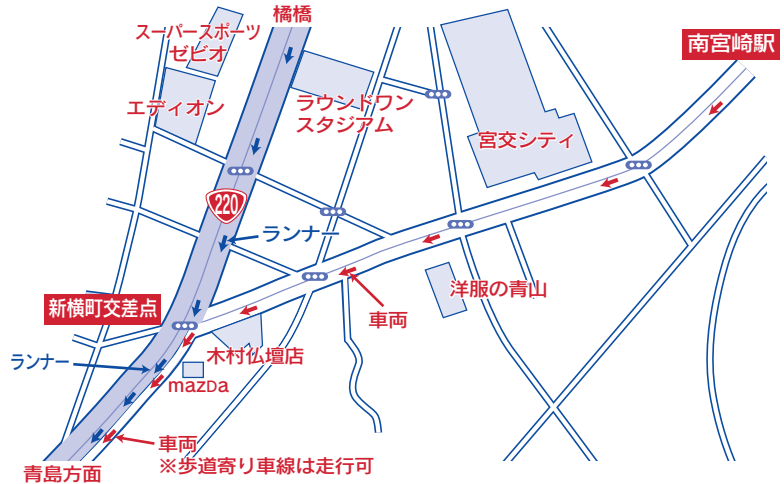 橘橋
スーパースポーツ
ゼビオ
南宮崎駅
エディオン
ラウンドワン
スタジアム
宮交シティ
220
ランナー
洋服の青山
新横町交差点
車両
木村仏壇店
ランナー
mazDa
車両
※歩道寄り車線は走行可
青島方面